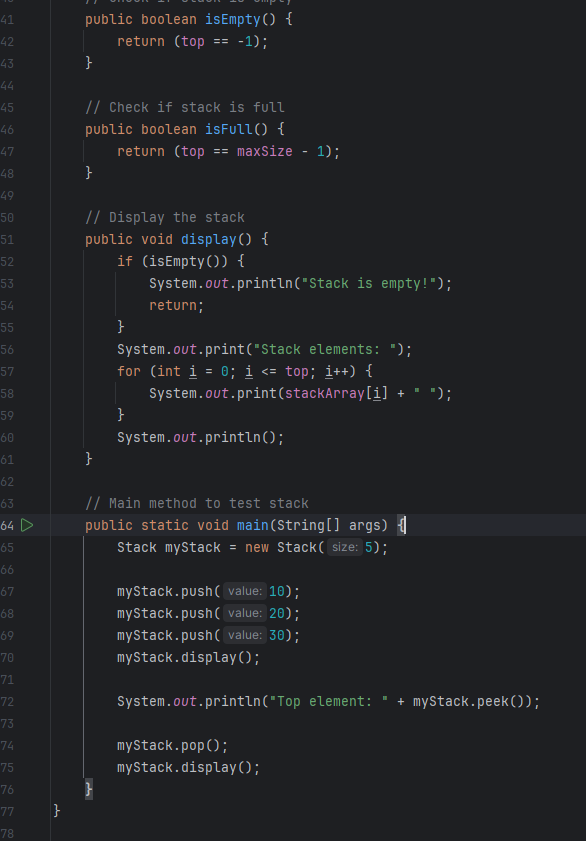 // Check if stack is empty
41 public boolean isEmpty() {
42 return (top == -1);
43 }
44
45 // Check if stack is full
46 public boolean isFull() {
47 return (top == maxSize - 1);
48 }
49
50 // Display the stack
51 public void display() {
52 if (isEmpty()) {
53 System.out.println("Stack is empty!");
54 return;
55 }
56 System.out.print("Stack elements: ");
57 for (int i = 0; i <= top; i++) {
58 System.out.print(stackArray[i] + " ");
59 }
60 System.out.println();
61 }
62
63 // Main method to test stack
64 public static void main(String[] args) {
65 Stack myStack = new Stack( size: 5);
66
67 myStack.push( value: 10);
68 myStack.push( value: 20);
69 myStack.push( value: 30);
70 myStack.display();
71
72 System.out.println("Top element: " + myStack.peek());
73
74 myStack.pop();
75 myStack.display();
76 }
77 }
78